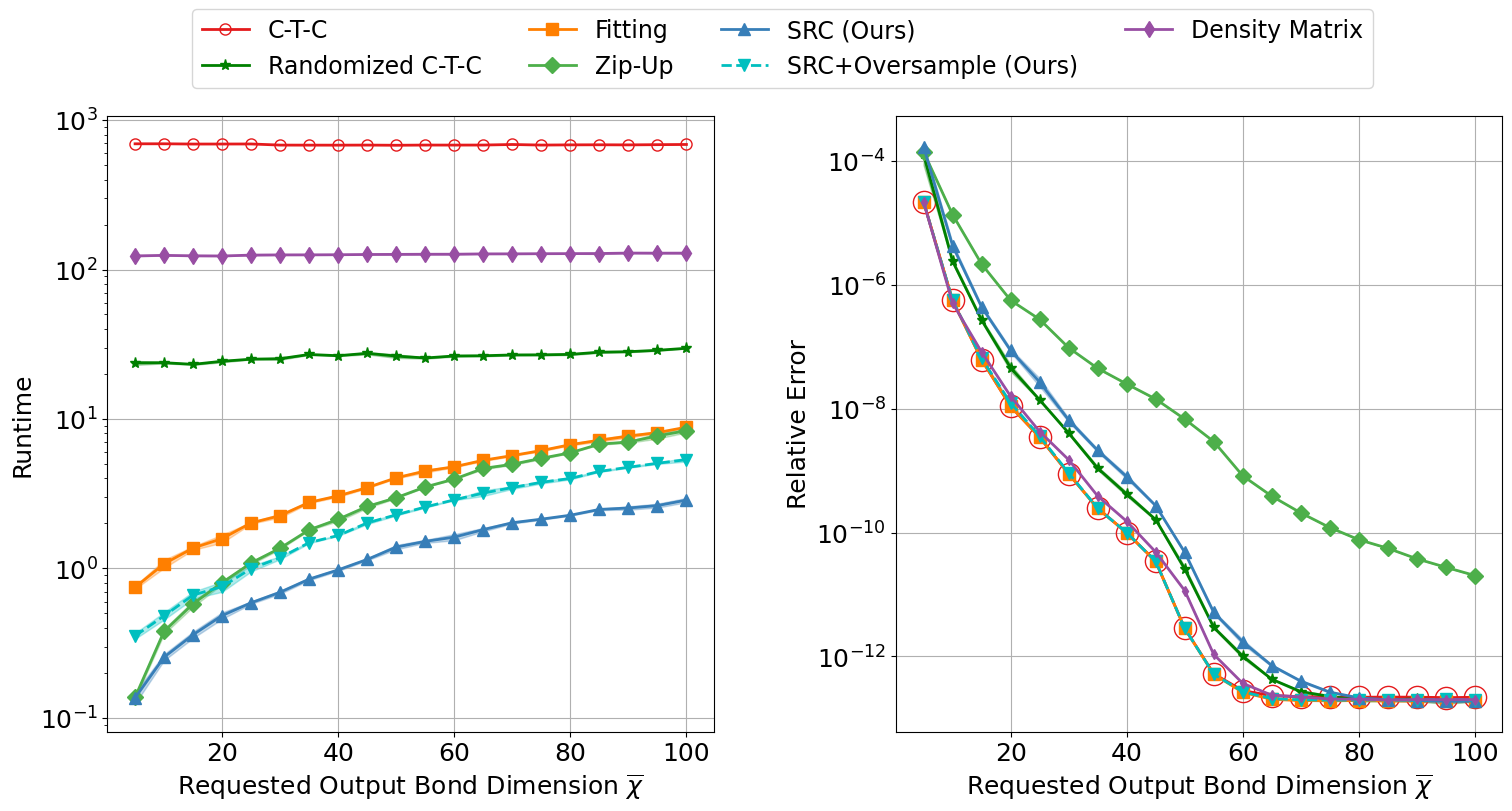 C-T-C
Randomized C-T-C
Fitting
Zip-Up
SRC (Ours)
SRC+Oversample (Ours)
Density Matrix
Runtime
10³
10²
10¹
10⁰
10⁻¹
20 40 60 80 100
Requested Output Bond Dimension χ̅
Relative Error
10⁻⁴
10⁻⁶
10⁻⁸
10⁻¹⁰
10⁻¹²
20 40 60 80 100
Requested Output Bond Dimension χ̅